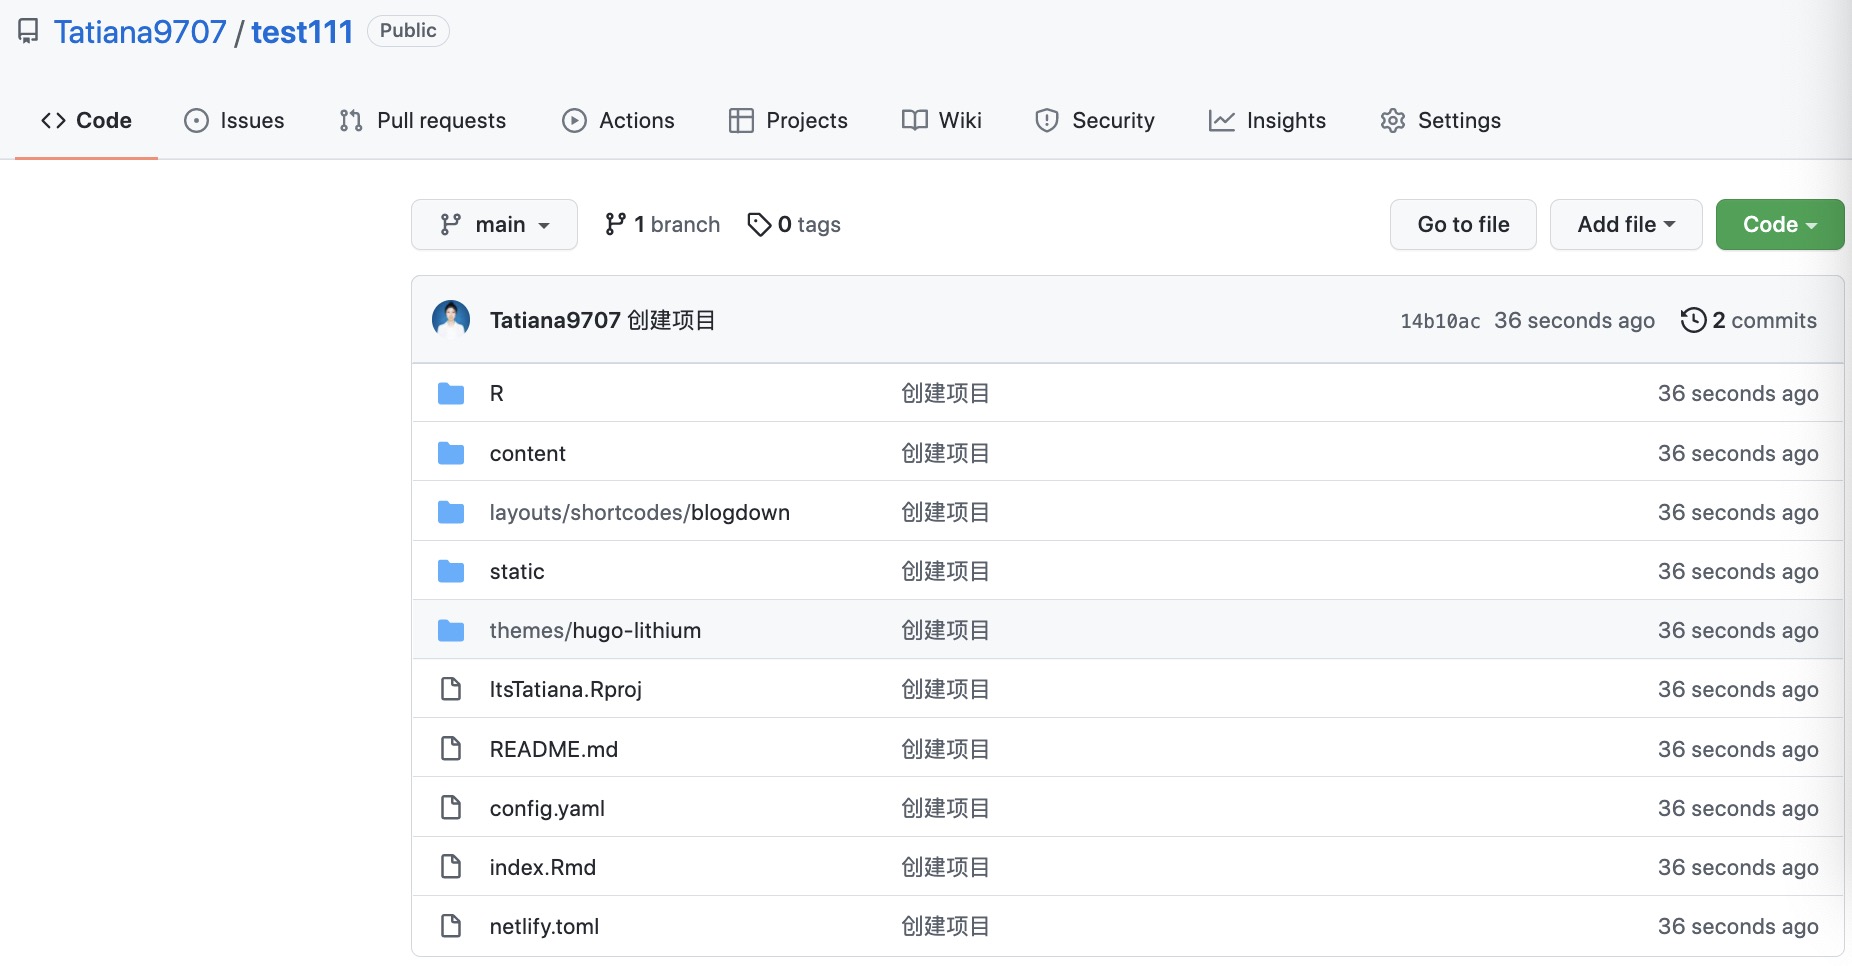 Tatiana9707 / test111 Public
Code Issues Pull requests Actions Projects Wiki Security Insights Settings
main 1 branch 0 tags Go to file Add file Code
Tatiana9707 创建项目 14b10ac 36 seconds ago 2 commits
R 创建项目 36 seconds ago
content 创建项目 36 seconds ago
layouts/shortcodes/blogdown 创建项目 36 seconds ago
static 创建项目 36 seconds ago
themes/hugo-lithium 创建项目 36 seconds ago
ItsTatiana.Rproj 创建项目 36 seconds ago
README.md 创建项目 36 seconds ago
config.yaml 创建项目 36 seconds ago
index.Rmd 创建项目 36 seconds ago
netlify.toml 创建项目 36 seconds ago